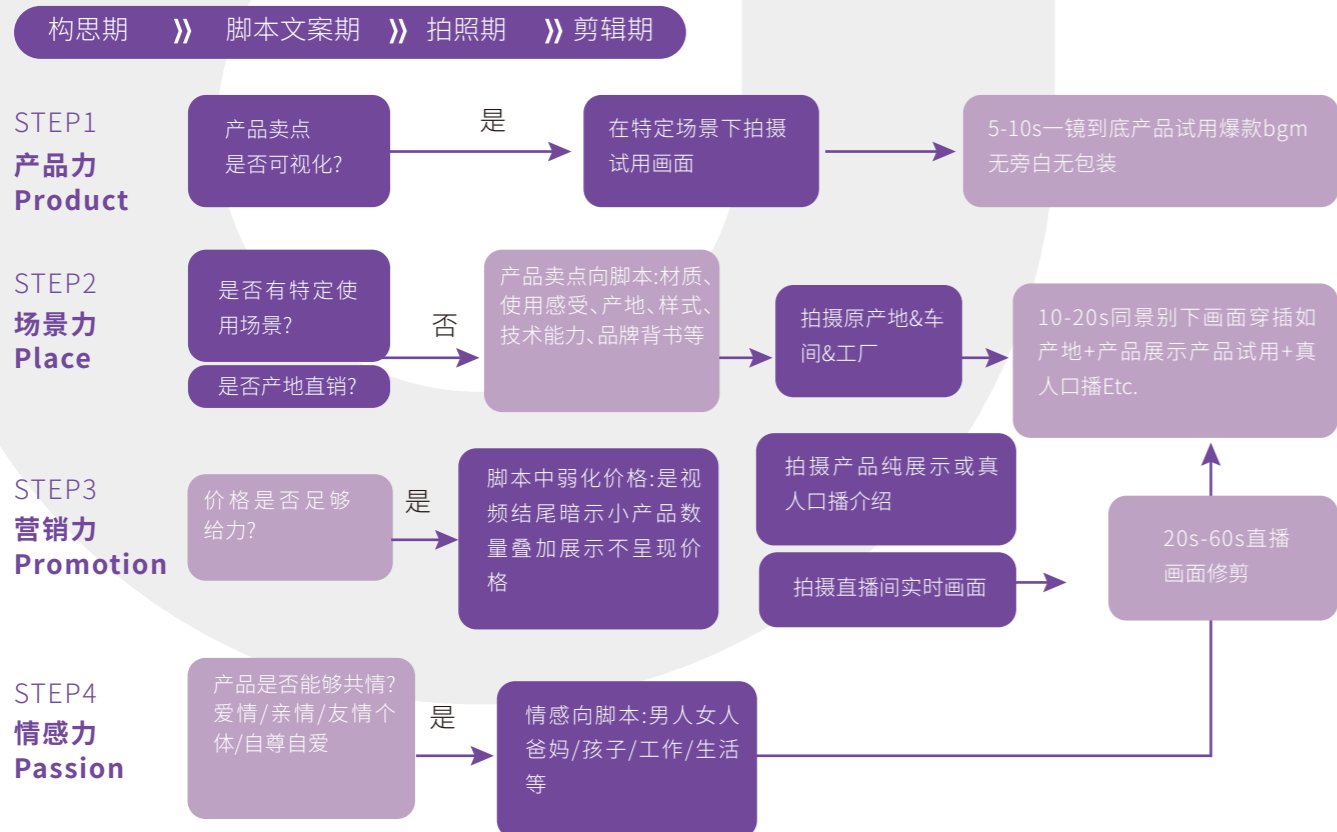 构思期 》 脚本文案期 》 拍照期 》 剪辑期
STEP1
产品力
Product
产品卖点
是否可视化?
是
在特定场景下拍摄
试用画面
5-10s一镜到底产品试用爆款bgm
无旁白无包装
STEP2
场景力
Place
是否有特定使
用场景?
是否产地直销?
否
产品卖点向脚本:材质、
使用感受、产地、样式、
技术能力、品牌背书等
拍摄原产地&车
间&工厂
10-20s同景别下画面穿插如
产地+产品展示产品试用+真
人口播Etc.
STEP3
营销力
Promotion
价格是否足够
给力?
是
脚本中弱化价格:是视
频结尾暗示小产品数
量叠加展示不呈现价
格
拍摄产品纯展示或真
人口播介绍
拍摄直播间实时画面
20s-60s直播
画面修剪
STEP4
情感力
Passion
产品是否能够共情?
爱情/亲情/友情个
体/自尊自爱
是
情感向脚本:男人女人
爸妈/孩子/工作/生活
等